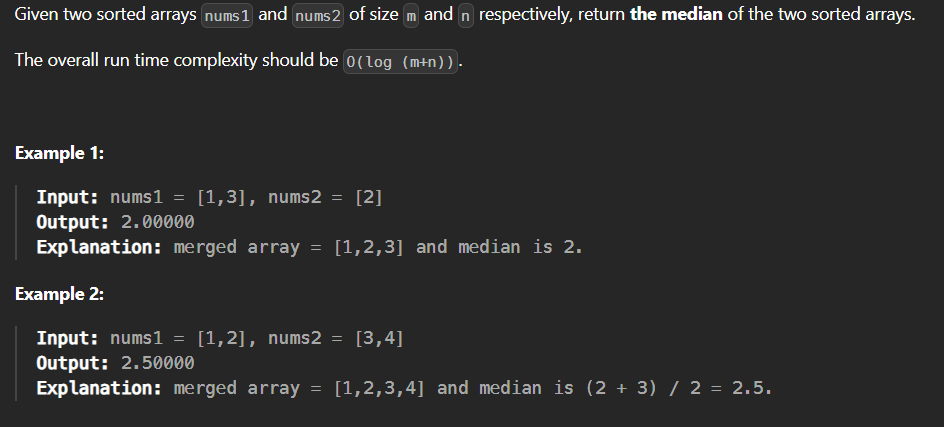 Given two sorted arrays nums1 and nums2 of size m and n respectively, return the median of the two sorted arrays.
The overall run time complexity should be O(log (m+n)).
Example 1:
Input: nums1 = [1,3], nums2 = [2]
Output: 2.00000
Explanation: merged array = [1,2,3] and median is 2.
Example 2:
Input: nums1 = [1,2], nums2 = [3,4]
Output: 2.50000
Explanation: merged array = [1,2,3,4] and median is (2 + 3) / 2 = 2.5.